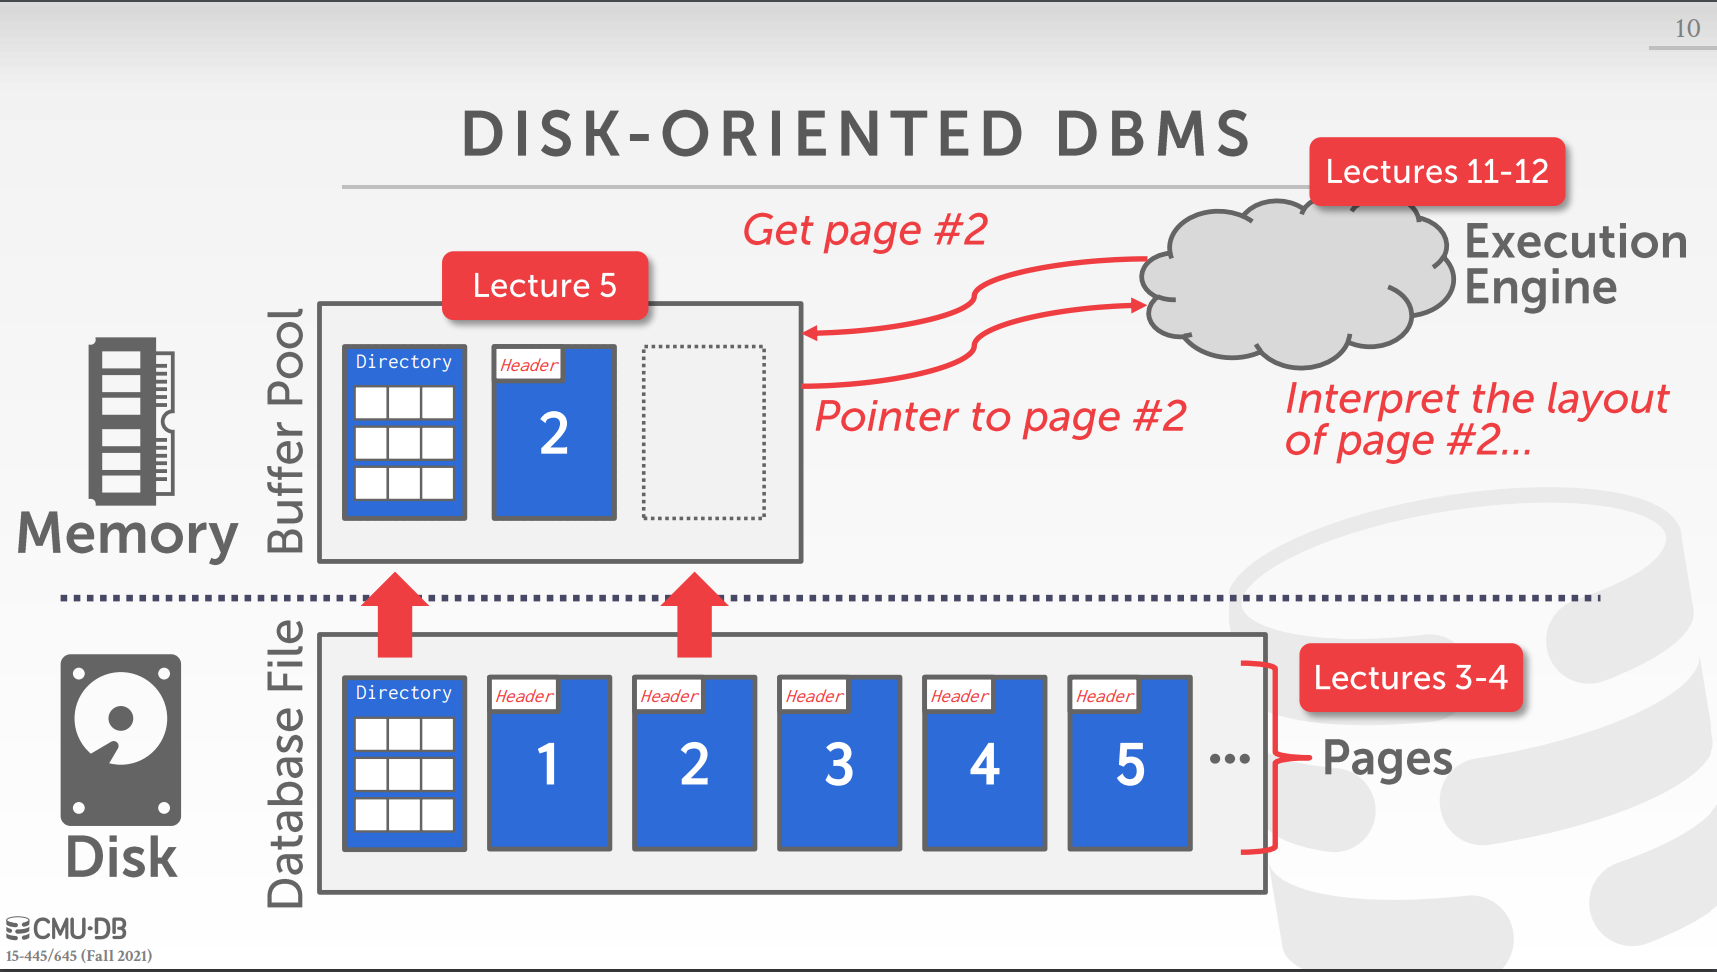 10
DISK-ORIENTED DBMS
Lectures 11-12
Get page #2
Execution
Engine
Lecture 5
Buffer Pool
Directory
Header
2
Pointer to page #2
Interpret the layout
of page #2...
Memory
Database File
Directory
Header
1
Header
2
Header
3
Header
4
Header
5
...
Lectures 3-4
Pages
Disk
CMU·DB
15-445/645 (Fall 2021)